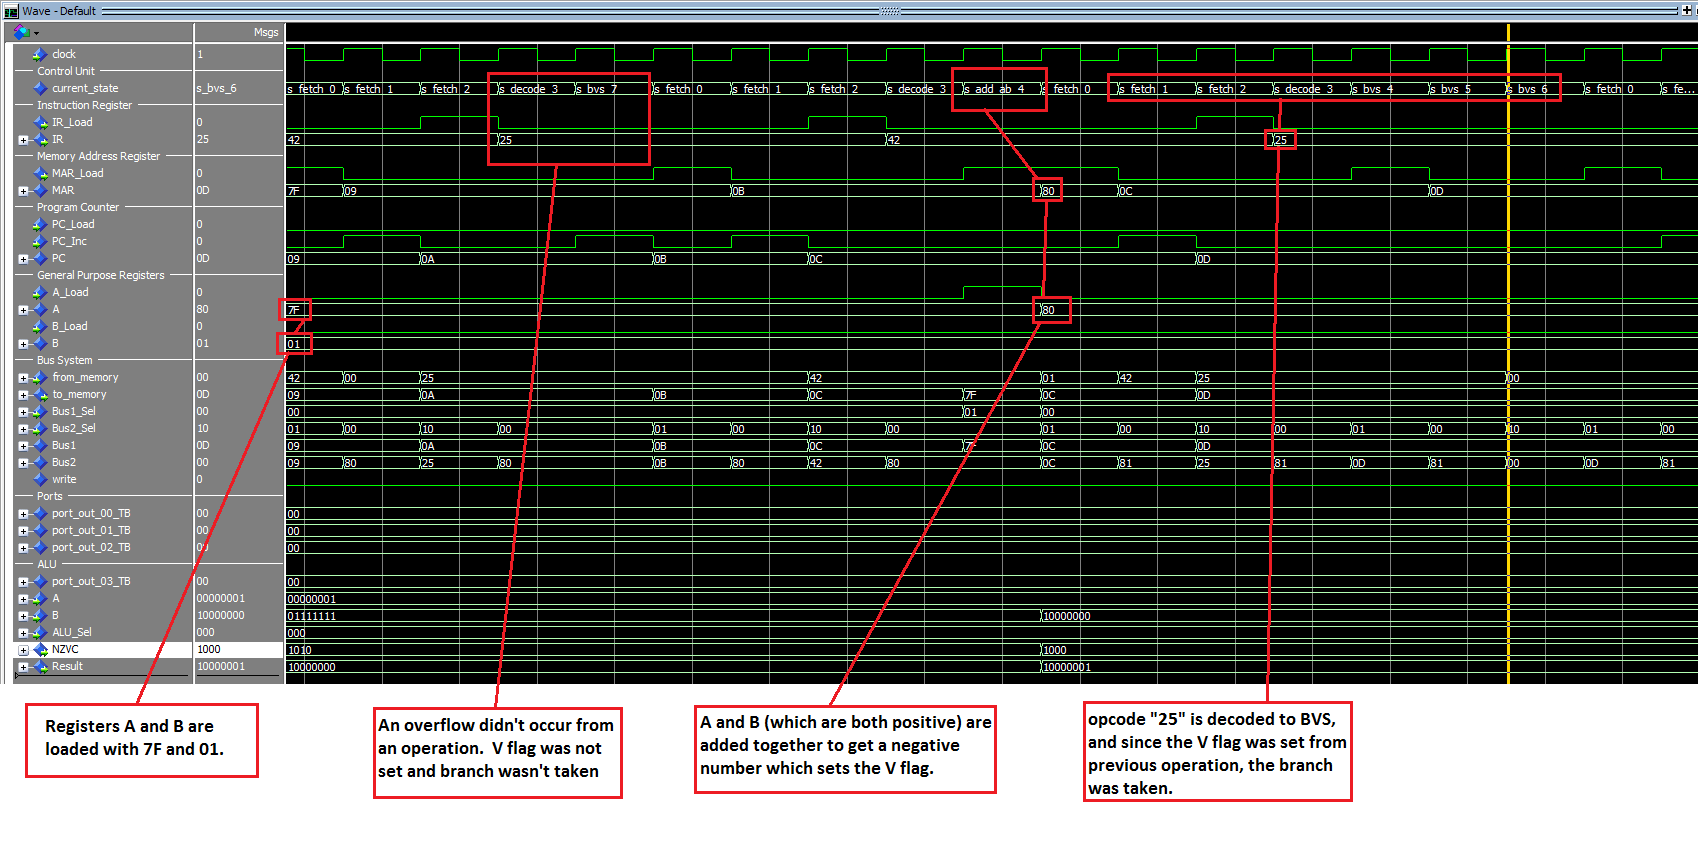 Wave - Default
Msgs
clock 1
Control Unit
current_state s_bvs_6 s_fetch_0 s_fetch_1 s_fetch_2 s_decode_3 s_bvs_7 s_fetch_0 s_fetch_1 s_fetch_2 s_decode_3 s_add_ab_4 s_fetch_0 s_fetch_1 s_fetch_2 s_decode_3 s_bvs_4 s_bvs_5 s_bvs_6 s_fetch_0 s_fe...
Instruction Register
IR_Load 0
IR 25 42 25 42 25
Memory Address Register
MAR_Load 0
MAR 0D 7F 09 0B 80 0C 0D
Program Counter
PC_Load 0
PC_Inc 0
PC 0D 09 0A 0B 0C 0D
General Purpose Registers
A_Load 0
A 80 7F 80
B_Load 0
B 01 01
Bus System
from_memory 00 42 00 25 42 01 42 25 00
to_memory 0D 09 0A 0B 0C 7F 0C 0D
Bus1_Sel 00 00 01 00
Bus2_Sel 10 01 00 10 00 01 00 10 00 01 00 10 00 01 00 10 01 00
Bus1 0D 09 0A 0B 0C 7F 0C 0D
Bus2 00 09 80 25 80 0B 80 42 80 0C 81 25 81 0D 81 00 0D 81
write 0
Ports
port_out_00_TB 00 00
port_out_01_TB 00 00
port_out_02_TB 00 00
ALU
port_out_03_TB 00 00
A 00000001 00000001
B 10000000 01111111 10000000
ALU_Sel 000 000
NZVC 1000 1010 1000
Result 10000001 10000000 10000001
Registers A and B are
loaded with 7F and 01.
An overflow didn't occur from
an operation. V flag was not
set and branch wasn't taken
A and B (which are both positive) are
added together to get a negative
number which sets the V flag.
opcode "25" is decoded to BVS,
and since the V flag was set from
previous operation, the branch
was taken.